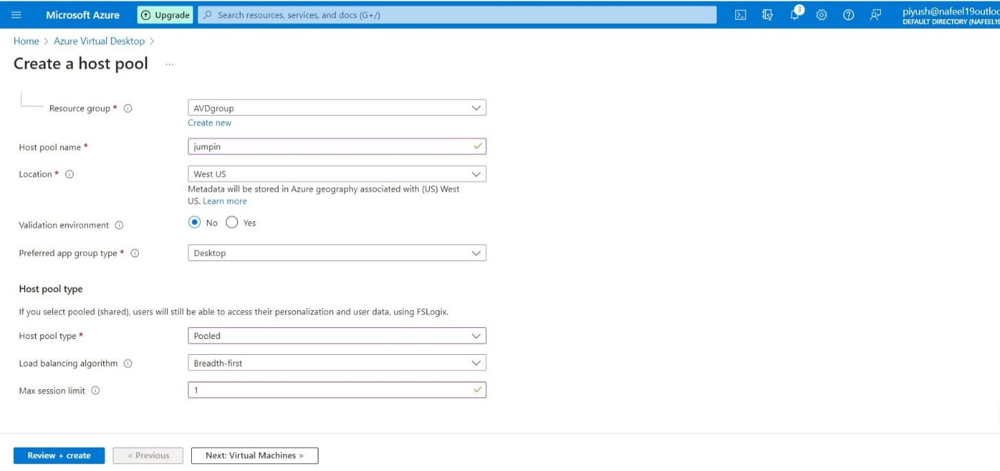 Microsoft Azure
Upgrade
Search resources, services, and docs (G+/)
3
piyush@nafeel19outloo
DEFAULT DIRECTORY (NAFEEL19
Home > Azure Virtual Desktop >
Create a host pool ...
Resource group *
AVDgroup
Create new
Host pool name *
jumpin
Location *
West US
Metadata will be stored in Azure geography associated with (US) West
US. Learn more
Validation environment
No Yes
Preferred app group type *
Desktop
Host pool type
If you select pooled (shared), users will still be able to access their personalization and user data, using FSLogix.
Host pool type *
Pooled
Load balancing algorithm
Breadth-first
Max session limit
1
Review + create
< Previous
Next: Virtual Machines >